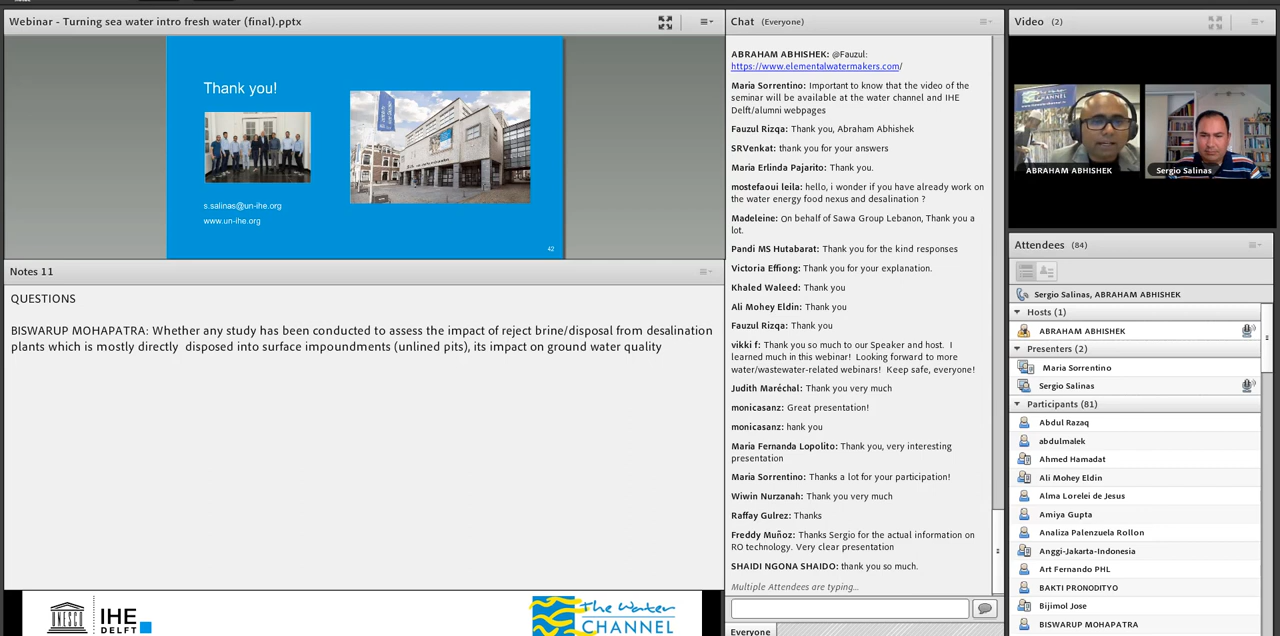 Webinar - Turning sea water intro fresh water (final).pptx
Thank you!
s.salinas@un-ihe.org
www.un-ihe.org
42
Notes 11
QUESTIONS
BISWARUP MOHAPATRA: Whether any study has been conducted to assess the impact of reject brine/disposal from desalination
plants which is mostly directly disposed into surface impoundments (unlined pits), its impact on ground water quality
UNESCO
IHE
DELFT
The Water
CHANNEL
Chat (Everyone)
ABRAHAM ABHISHEK: @Fauzul:
https://www.elementalwatermakers.com/
Maria Sorrentino: Important to know that the video of the
seminar will be available at the water channel and IHE
Delft/alumni webpages
Fauzul Rizqa: Thank you, Abraham Abhishek
SRVenkat: thank you for your answers
Maria Erlinda Pajarito: Thank you.
mostefaoui leila: hello, i wonder if you have already work on
the water energy food nexus and desalination ?
Madeleine: On behalf of Sawa Group Lebanon, Thank you a
lot.
Pandi MS Hutabarat: Thank you for the kind responses
Victoria Effiong: Thank you for your explanation.
Khaled Waleed: Thank you
Ali Mohey Eldin: Thank you
Fauzul Rizqa: Thank you
vikki f: Thank you so much to our Speaker and host. I
learned much in this webinar! Looking forward to more
water/wastewater-related webinars! Keep safe, everyone!
Judith Maréchal: Thank you very much
monicasanz: Great presentation!
monicasanz: hank you
Maria Fernanda Lopolito: Thank you, very interesting
presentation
Maria Sorrentino: Thanks a lot for your participation!
Wiwin Nurzanah: Thank you very much
Raffay Gulrez: Thanks
Freddy Muñoz: Thanks Sergio for the actual information on
RO technology. Very clear presentation
SHAIDI NGONA SHAIDO: thank you so much.
Multiple Attendees are typing...
Everyone
Video (2)
CHANNEL
ABRAHAM ABHISHEK
Sergio Salinas
Attendees (84)
Sergio Salinas, ABRAHAM ABHISHEK
Hosts (1)
ABRAHAM ABHISHEK
Presenters (2)
Maria Sorrentino
Sergio Salinas
Participants (81)
Abdul Razaq
abdulmalek
Ahmed Hamadat
Ali Mohey Eldin
Alma Lorelei de Jesus
Amiya Gupta
Analiza Palenzuela Rollon
Anggi-Jakarta-Indonesia
Art Fernando PHL
BAKTI PRONODITYO
Bijimol Jose
BISWARUP MOHAPATRA